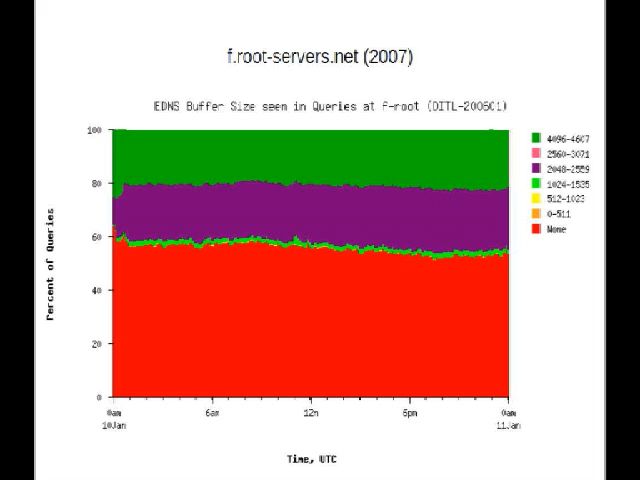 f.root-servers.net (2007)
EDNS Buffer Size seen in Queries at f-root (DITL-200601)
100
80
60
40
20
0
Percent of Queries
0am
10Jan
6am
12h
6pm
0am
11Jan
Time, UTC
4096-4607
2560-3071
2048-2559
1024-1535
512-1023
0-511
None